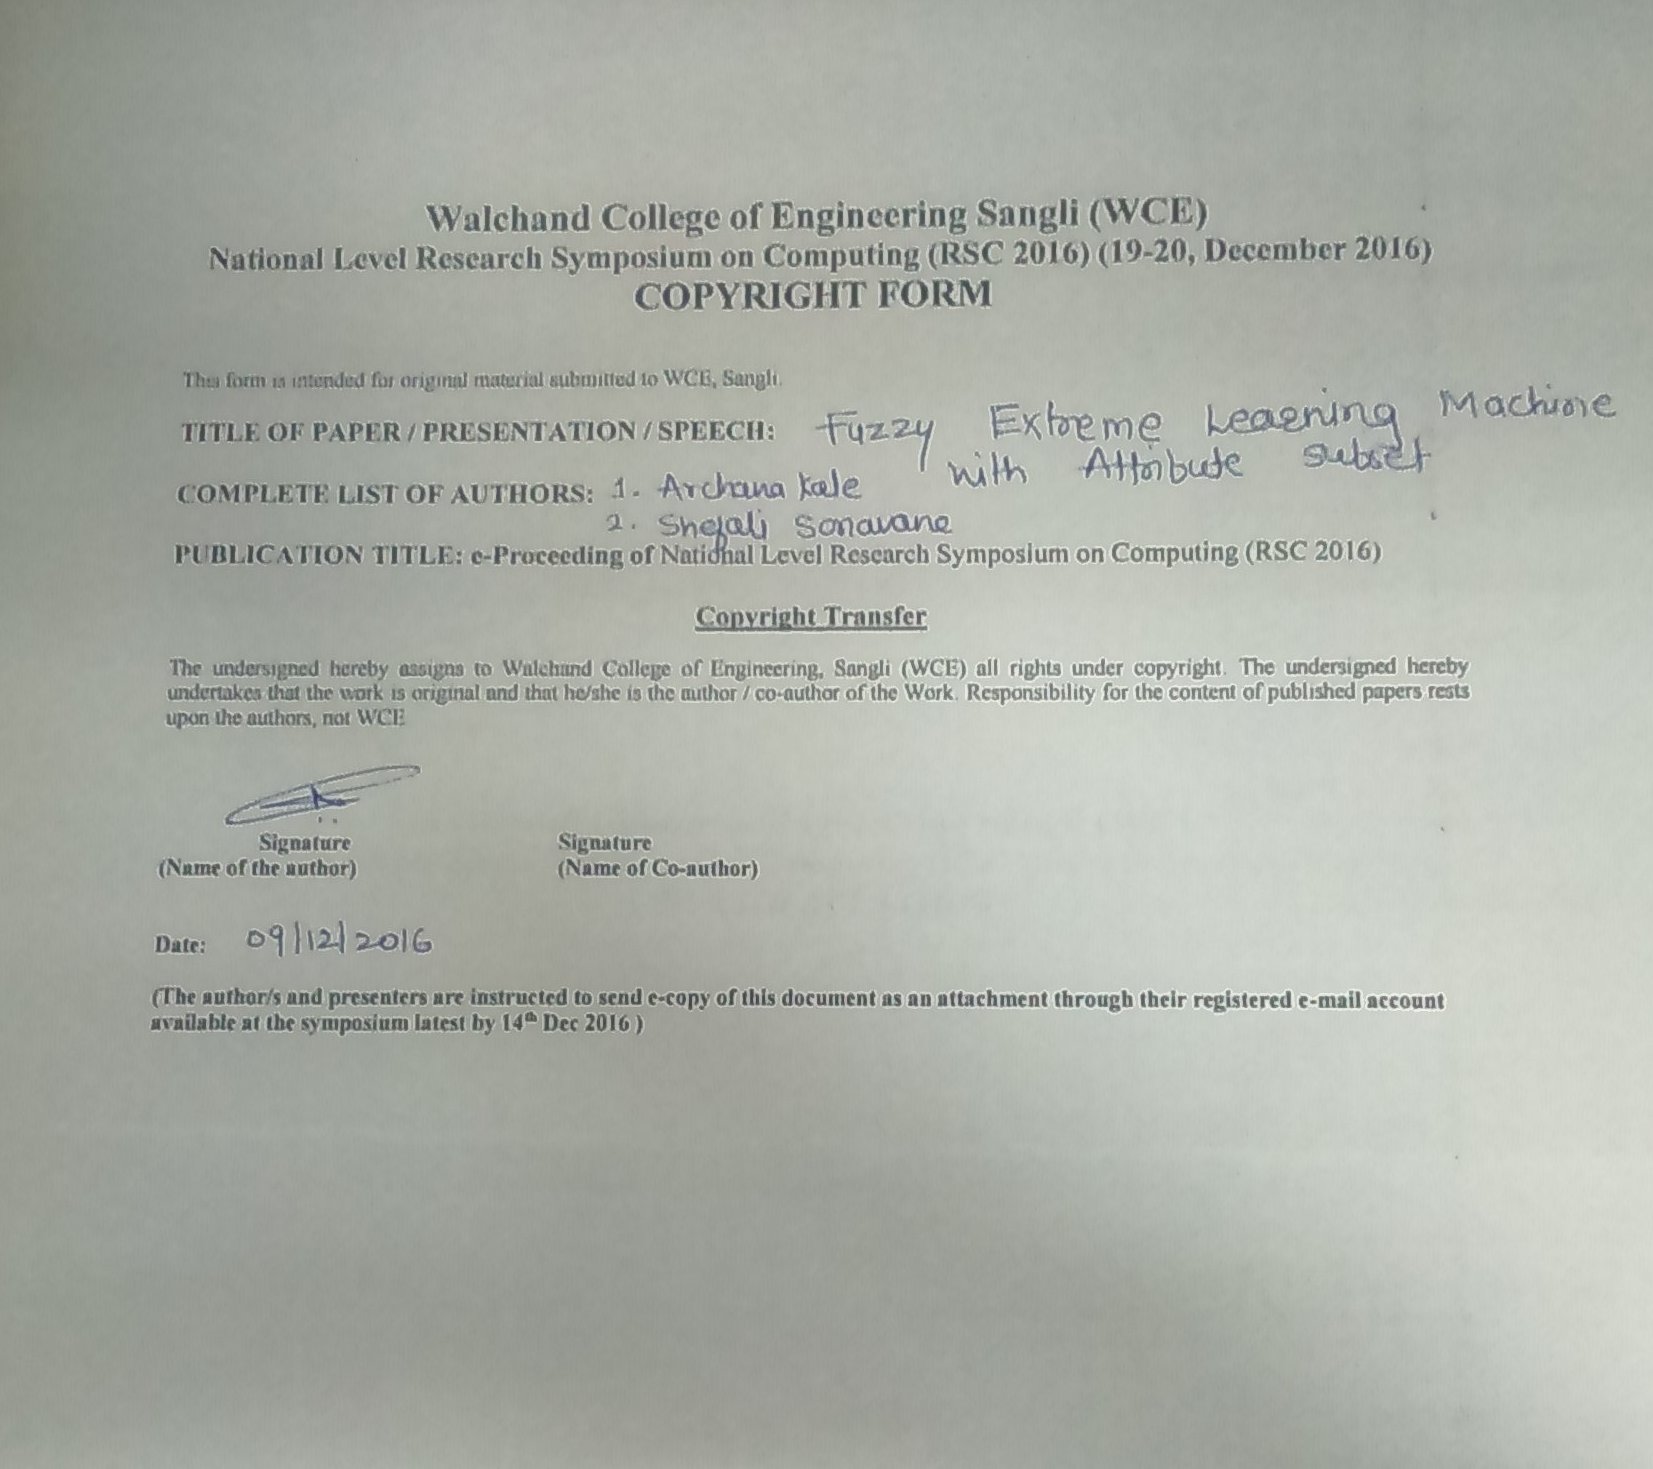 Walchand College of Engineering Sangli (WCE)
National Level Research Symposium on Computing (RSC 2016) (19-20, December 2016)
COPYRIGHT FORM
This form is intended for original material submitted to WCE, Sangli.
TITLE OF PAPER / PRESENTATION / SPEECH: Fuzzy Extreme Learning Machine
with Attribute subset
COMPLETE LIST OF AUTHORS: 1. Archana Kale
2. Shefali Sonavane
PUBLICATION TITLE: e-Proceeding of National Level Research Symposium on Computing (RSC 2016)
Copyright Transfer
The undersigned hereby assigns to Walchand College of Engineering, Sangli (WCE) all rights under copyright. The undersigned hereby
undertakes that the work is original and that he/she is the author / co-author of the Work. Responsibility for the content of published papers rests
upon the authors, not WCE
Signature Signature
(Name of the author) (Name of Co-author)
Date: 09/12/2016
(The author/s and presenters are instructed to send e-copy of this document as an attachment through their registered e-mail account
available at the symposium latest by 14th Dec 2016)